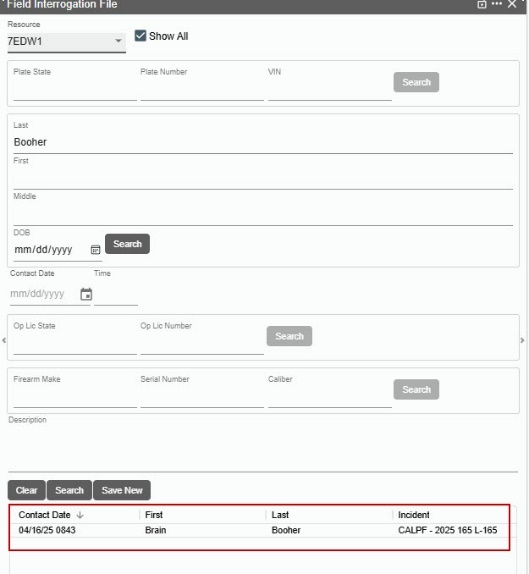 Field Interrogation File
Resource
7EDW1
Show All
Plate State Plate Number VIN
Search
Last
Booher
First
Middle
DOB
mm/dd/yyyy Search
Contact Date Time
mm/dd/yyyy
Op Lic State Op Lic Number
Search
Firearm Make Serial Number Caliber
Search
Description
Clear Search Save New
Contact Date First Last Incident
04/16/25 0843 Brain Booher CALPF - 2025 165 L-165